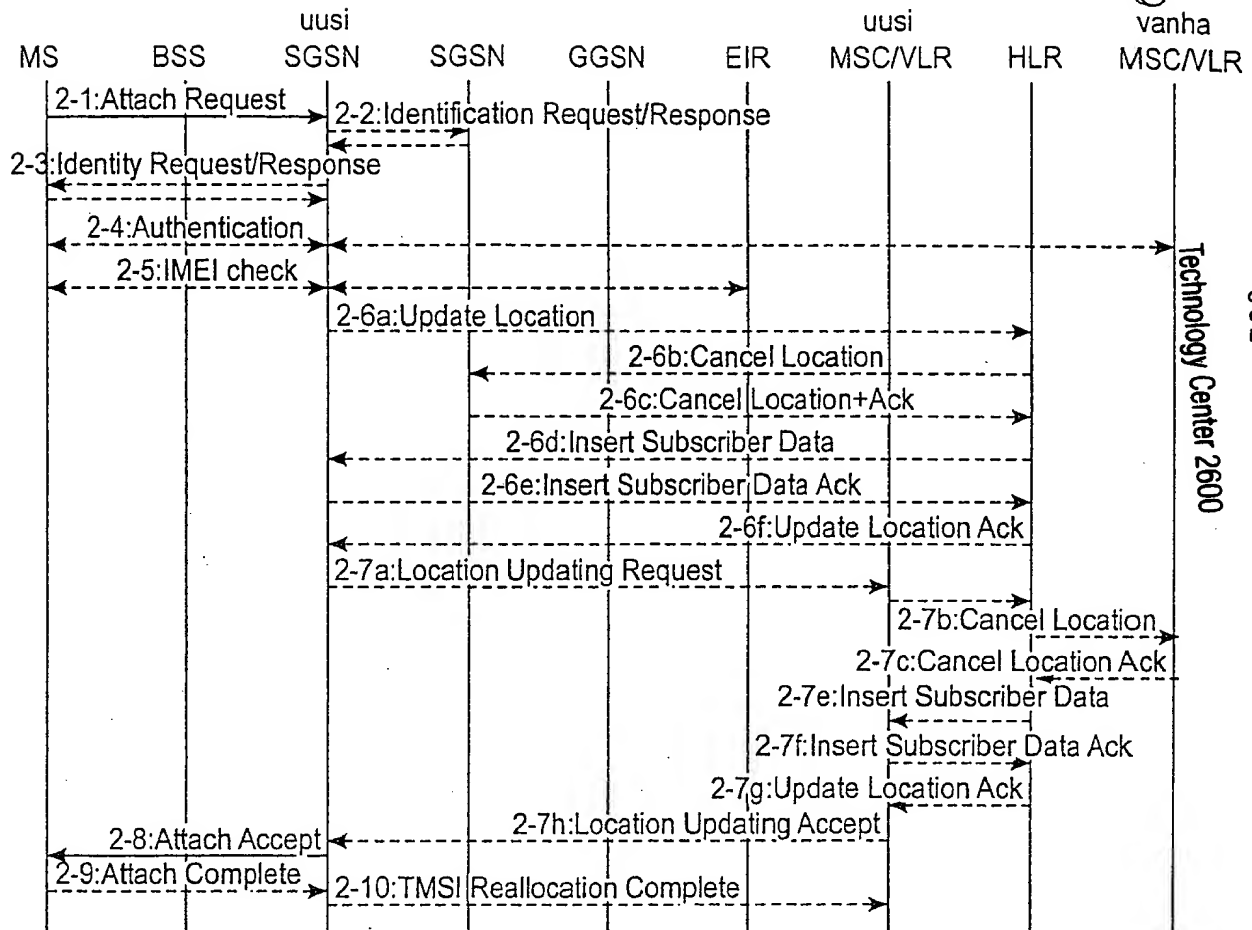 uusi uusi vanha
MS BSS SGSN SGSN GGSN EIR MSC/VLR HLR MSC/VLR
2-1:Attach Request
2-2:Identification Request/Response
2-3:Identity Request/Response
2-4:Authentication
2-5:IMEI check
2-6a:Update Location
2-6b:Cancel Location
2-6c:Cancel Location+Ack
2-6d:Insert Subscriber Data
2-6e:Insert Subscriber Data Ack
2-6f:Update Location Ack
2-7a:Location Updating Request
2-7b:Cancel Location
2-7c:Cancel Location Ack
2-7e:Insert Subscriber Data
2-7f:Insert Subscriber Data Ack
2-7g:Update Location Ack
2-7h:Location Updating Accept
2-8:Attach Accept
2-9:Attach Complete
2-10:TMSI Reallocation Complete
Technology Center 2600